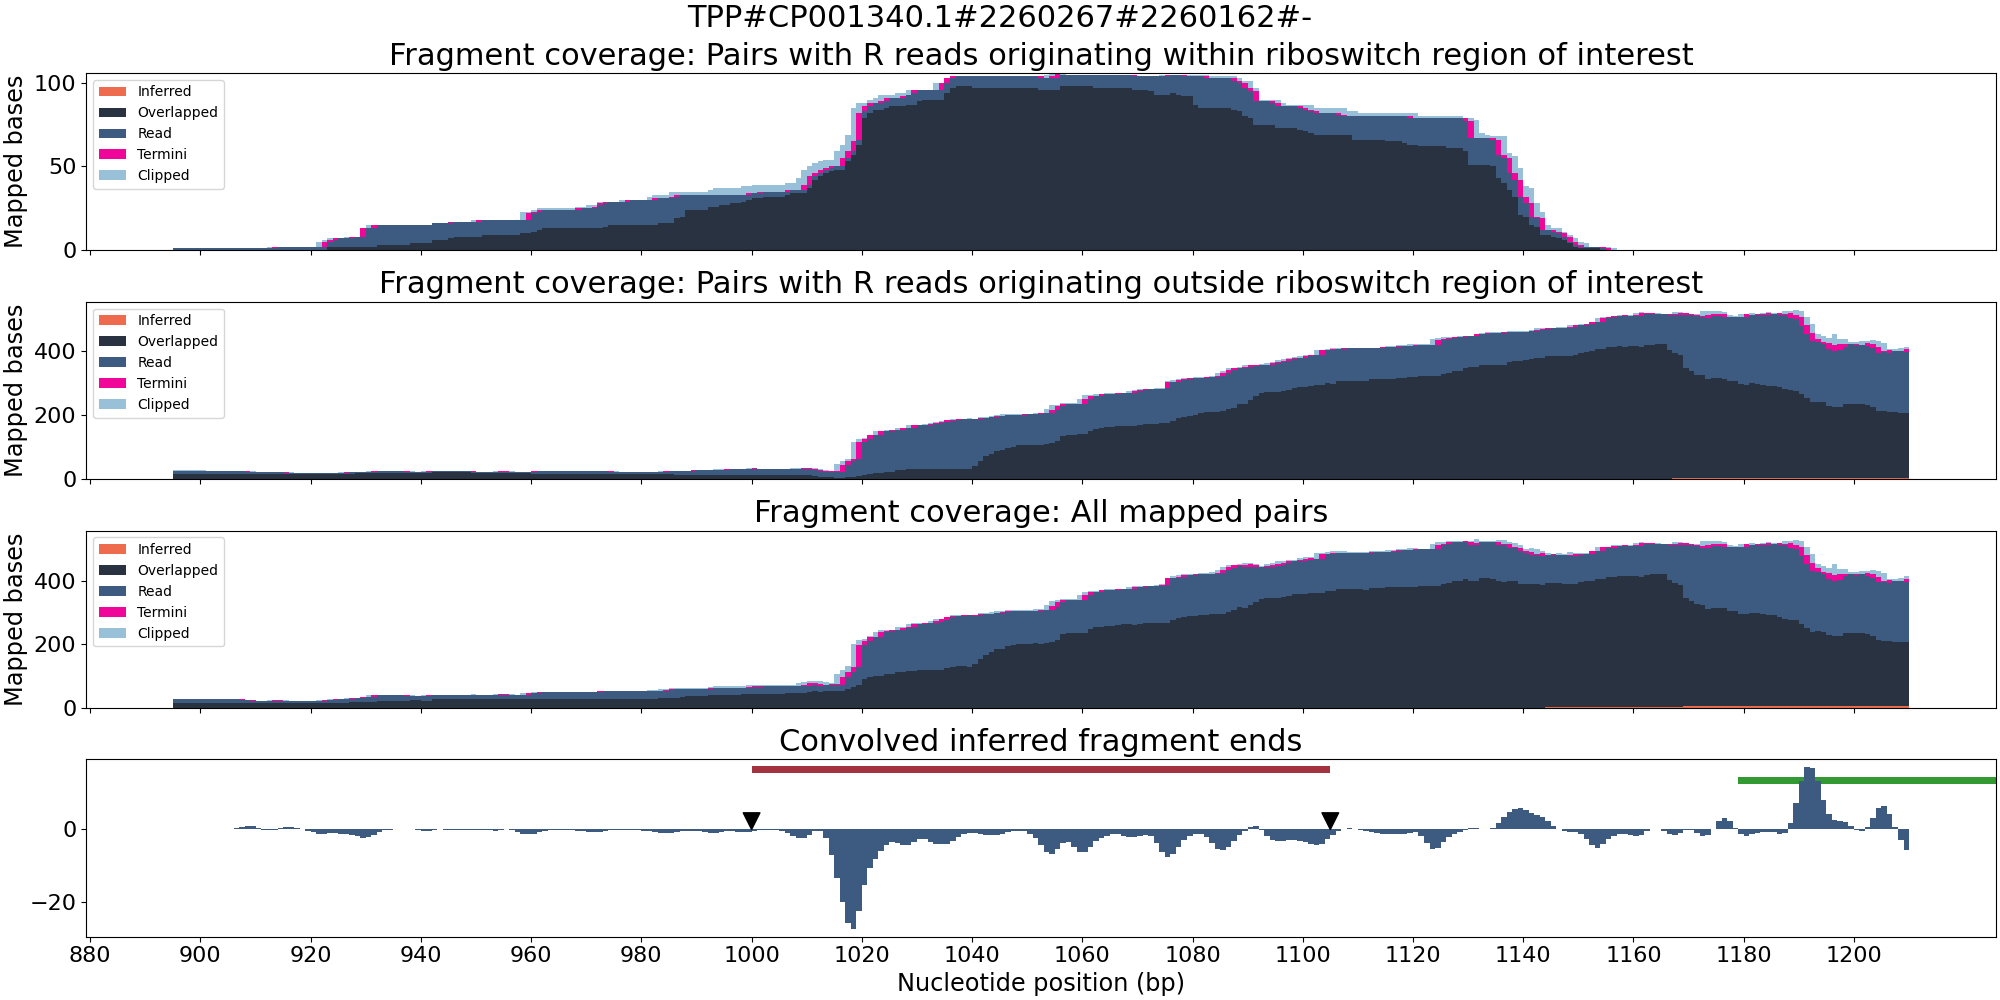 TPP#CP001340.1#2260267#2260162#-
Fragment coverage: Pairs with R reads originating within riboswitch region of interest
Mapped bases
100
50
0
Inferred
Overlapped
Read
Termini
Clipped
Fragment coverage: Pairs with R reads originating outside riboswitch region of interest
Mapped bases
400
200
0
Inferred
Overlapped
Read
Termini
Clipped
Fragment coverage: All mapped pairs
Mapped bases
400
200
0
Inferred
Overlapped
Read
Termini
Clipped
Convolved inferred fragment ends
0
−20
880 900 920 940 960 980 1000 1020 1040 1060 1080 1100 1120 1140 1160 1180 1200
Nucleotide position (bp)